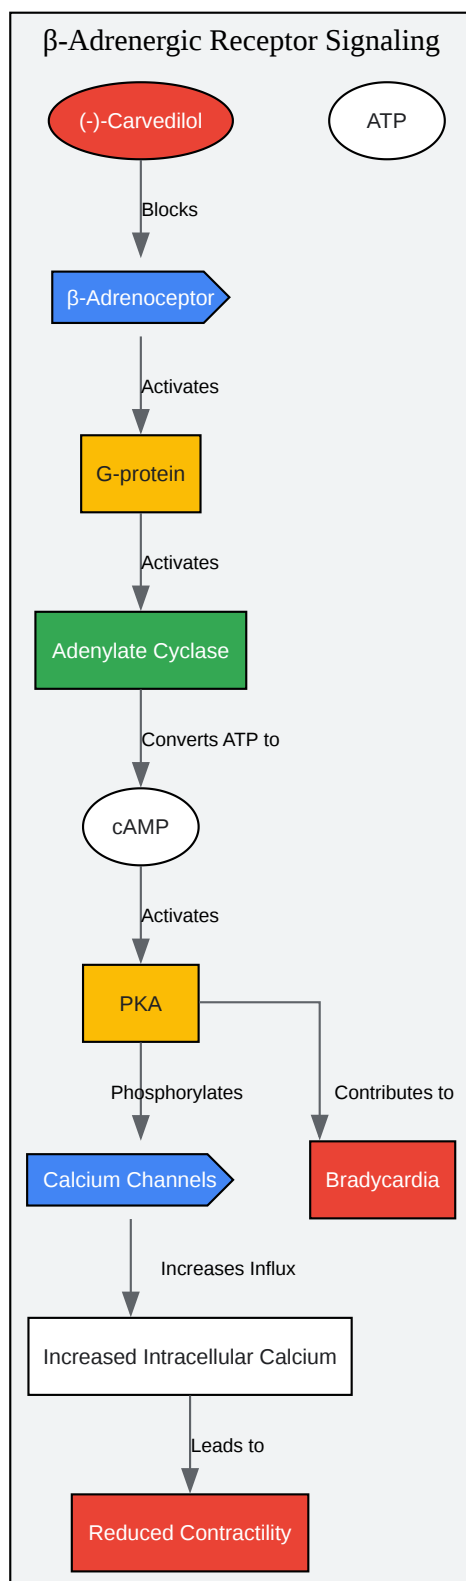 β-Adrenergic Receptor Signaling
(-)-Carvedilol
ATP
Blocks
β-Adrenoceptor
Activates
G-protein
Activates
Adenylate Cyclase
Converts ATP to
cAMP
Activates
PKA
Phosphorylates
Contributes to
Calcium Channels
Bradycardia
Increases Influx
Increased Intracellular Calcium
Leads to
Reduced Contractility